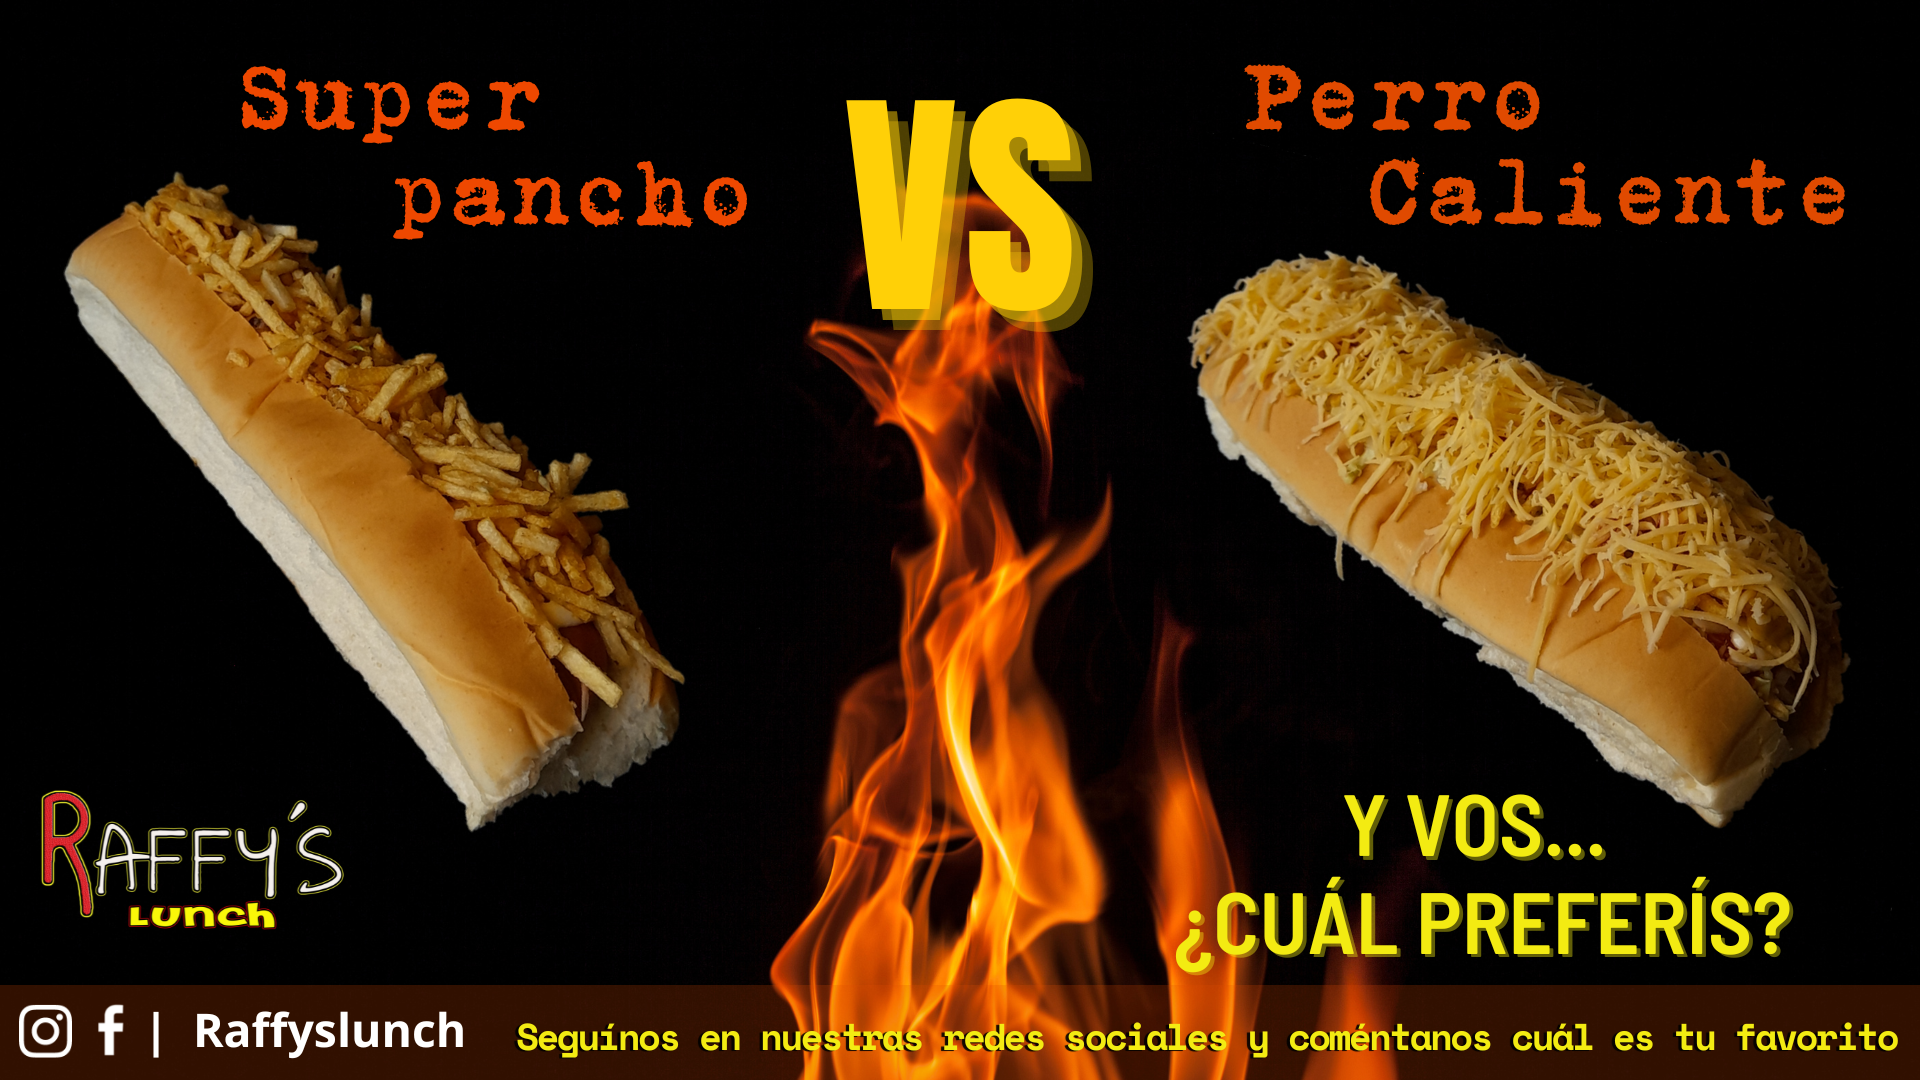 Super
pancho
VS
Perro
Caliente
RAFFY'S
Lunch
Y VOS...
¿CUÁL PREFERÍS?
| Raffyslunch
Seguínos en nuestras redes sociales y coméntanos cuál es tu favorito